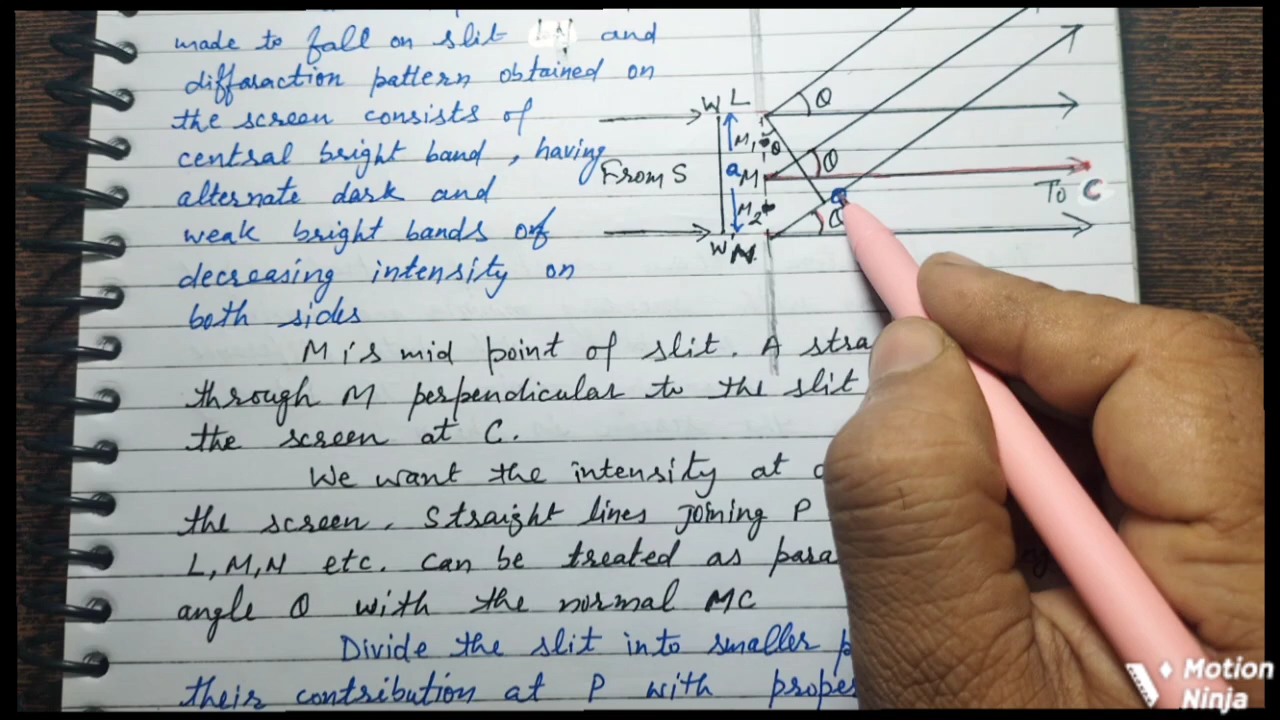 made to fall on slit LN and
diffraction pattern obtained on
the screen consists of
central bright band, having
alternate dark and
weak bright bands of
decreasing intensity on
both sides
M is mid point of slit. A stra
through M perpendicular to the slit
the screen at C.
We want the intensity at
the screen. Straight lines joining P
L, M, N etc. can be treated as para
angle θ with the normal MC
Divide the slit into smaller p
their contribution at P with proper
W L
θ
M₁
θ
From S
a M
θ
To C
M₂
Q
θ
W N
Motion
Ninja